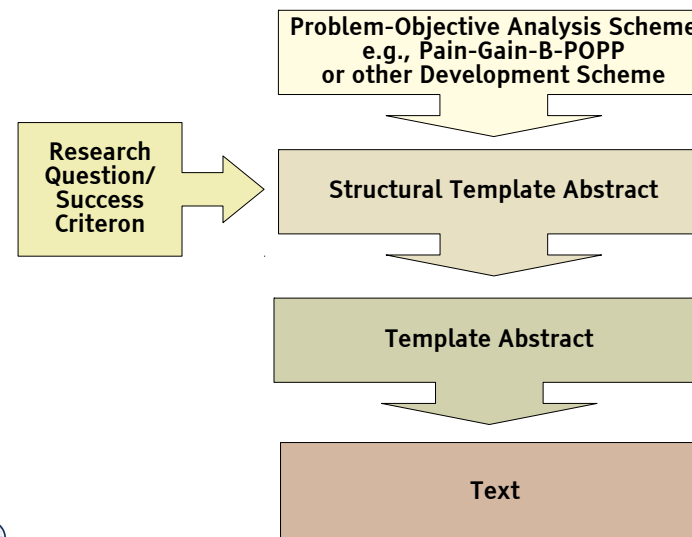 Problem-Objective Analysis Scheme
e.g., Pain-Gain-B-POPP
or other Development Scheme
Research
Question/
Success
Criteron
Structural Template Abstract
Template Abstract
Text